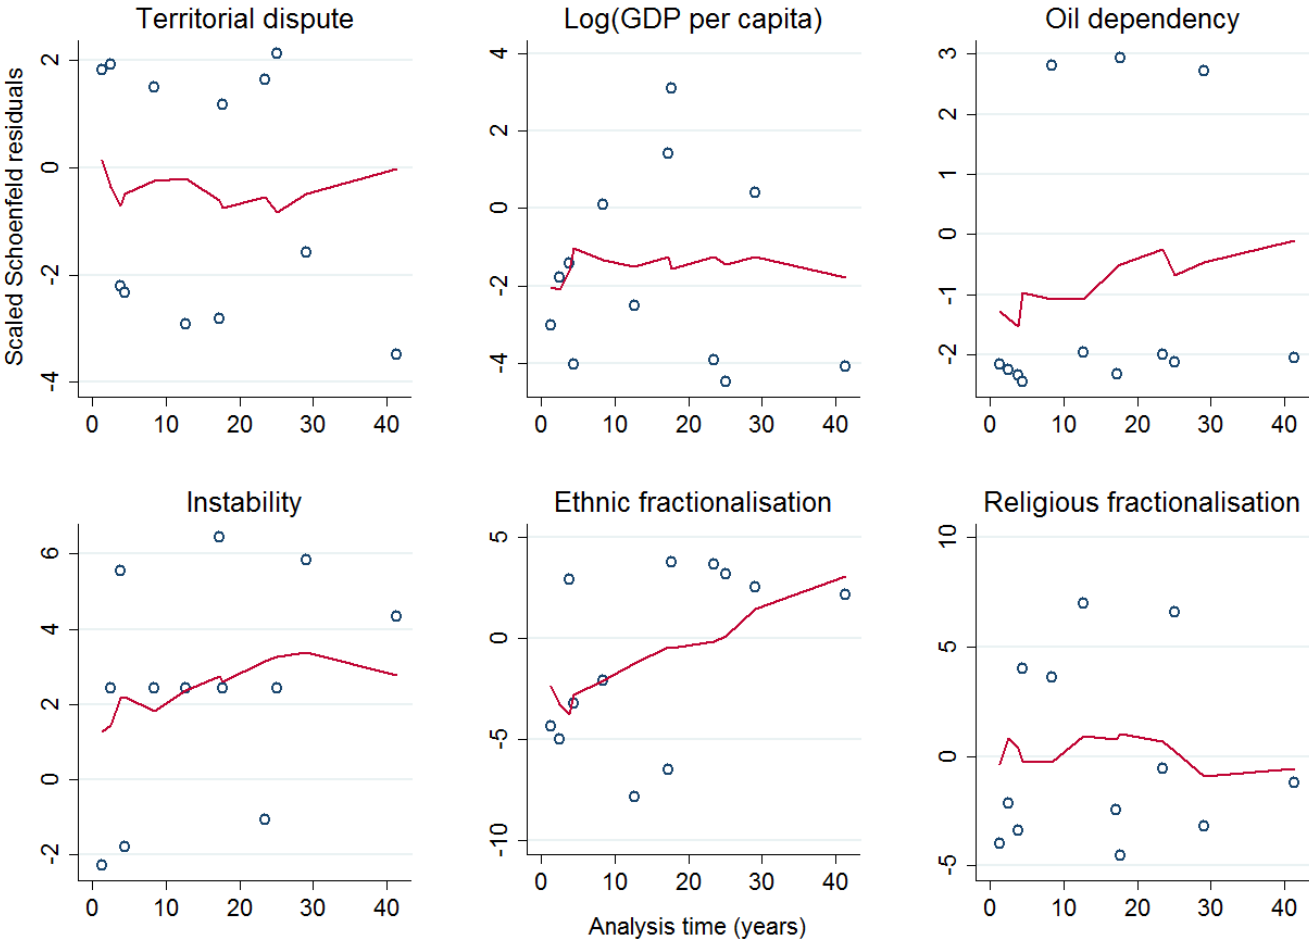 Territorial dispute
Log(GDP per capita)
Oil dependency
Scaled Schoenfeld residuals
2
0
-2
-4
0 10 20 30 40
4
2
0
-2
-4
0 10 20 30 40
3
2
1
0
-1
-2
0 10 20 30 40
Instability
Ethnic fractionalisation
Religious fractionalisation
6
4
2
0
-2
0 10 20 30 40
5
0
-5
-10
0 10 20 30 40
10
5
0
-5
0 10 20 30 40
Analysis time (years)